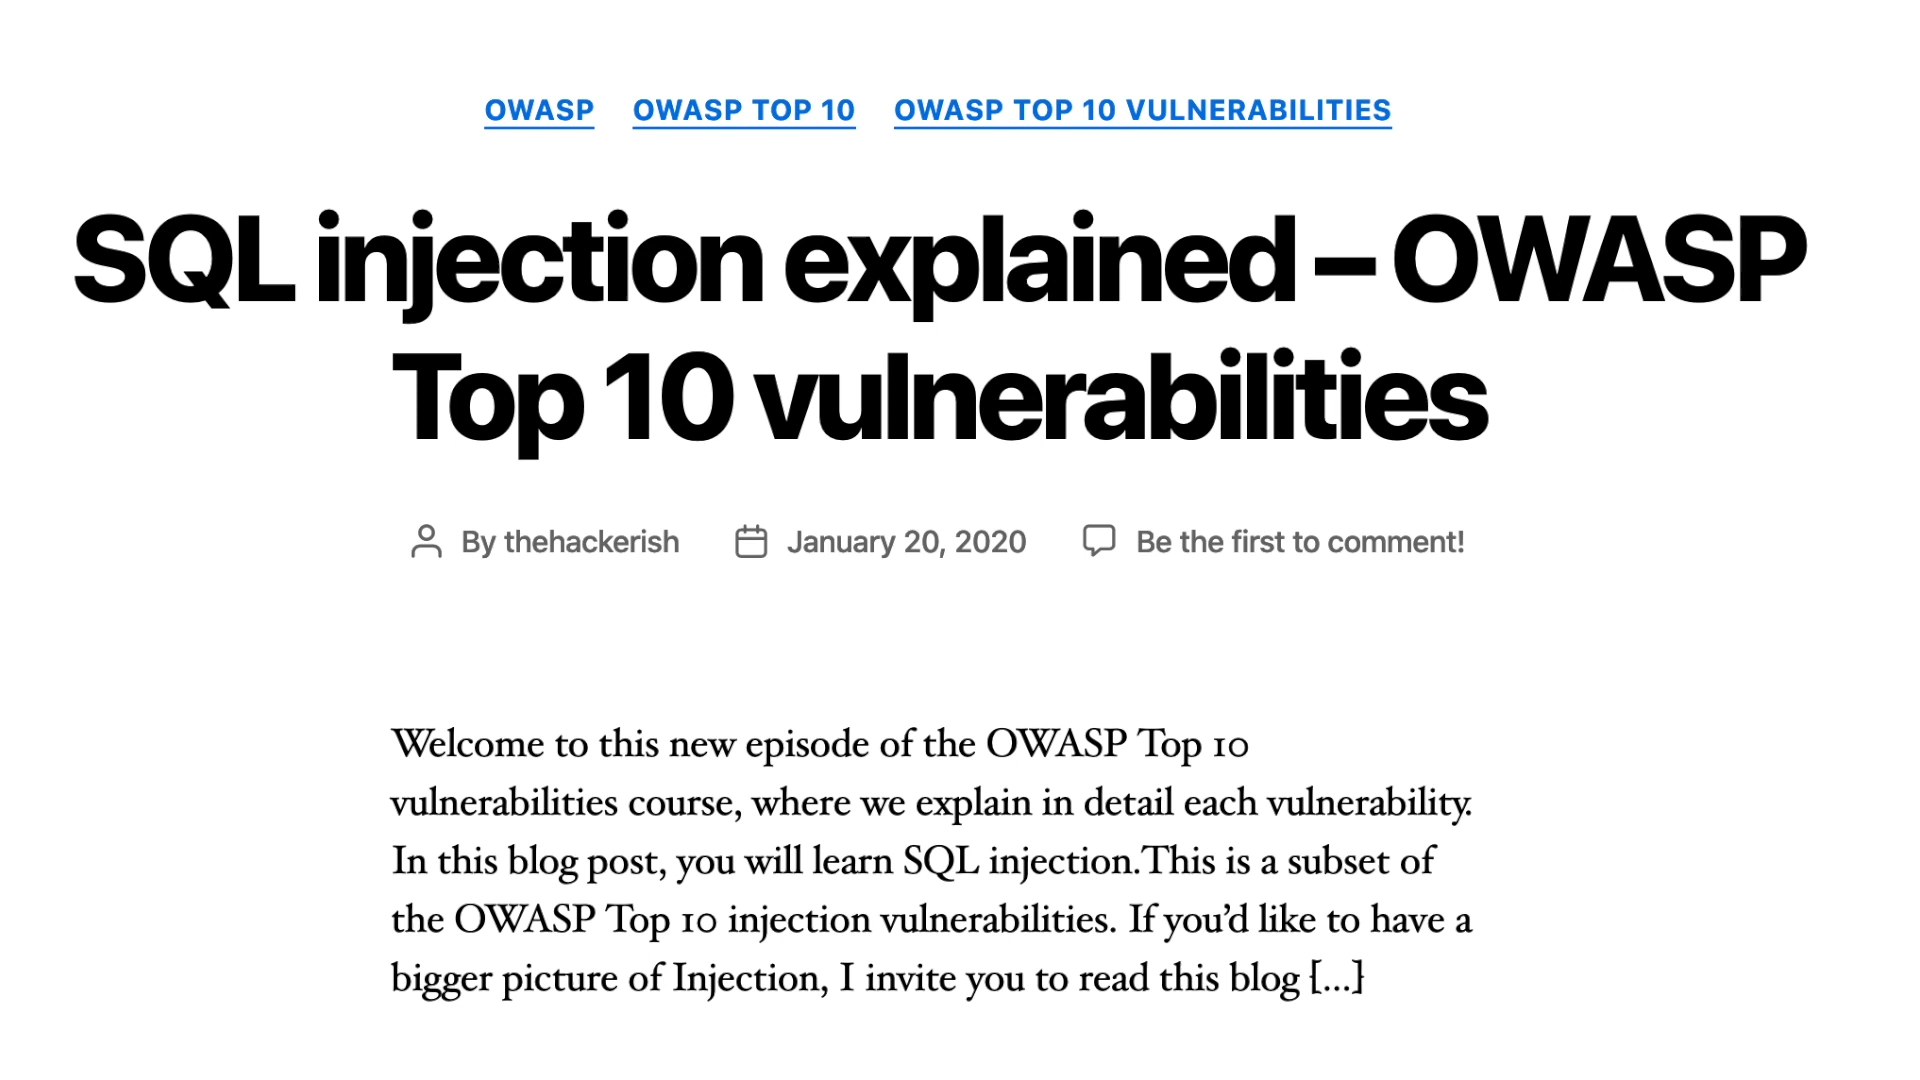 OWASP OWASP TOP 10 OWASP TOP 10 VULNERABILITIES
SQL injection explained – OWASP
Top 10 vulnerabilities
By thehackerish January 20, 2020 Be the first to comment!
Welcome to this new episode of the OWASP Top 10
vulnerabilities course, where we explain in detail each vulnerability.
In this blog post, you will learn SQL injection.This is a subset of
the OWASP Top 10 injection vulnerabilities. If you’d like to have a
bigger picture of Injection, I invite you to read this blog […]